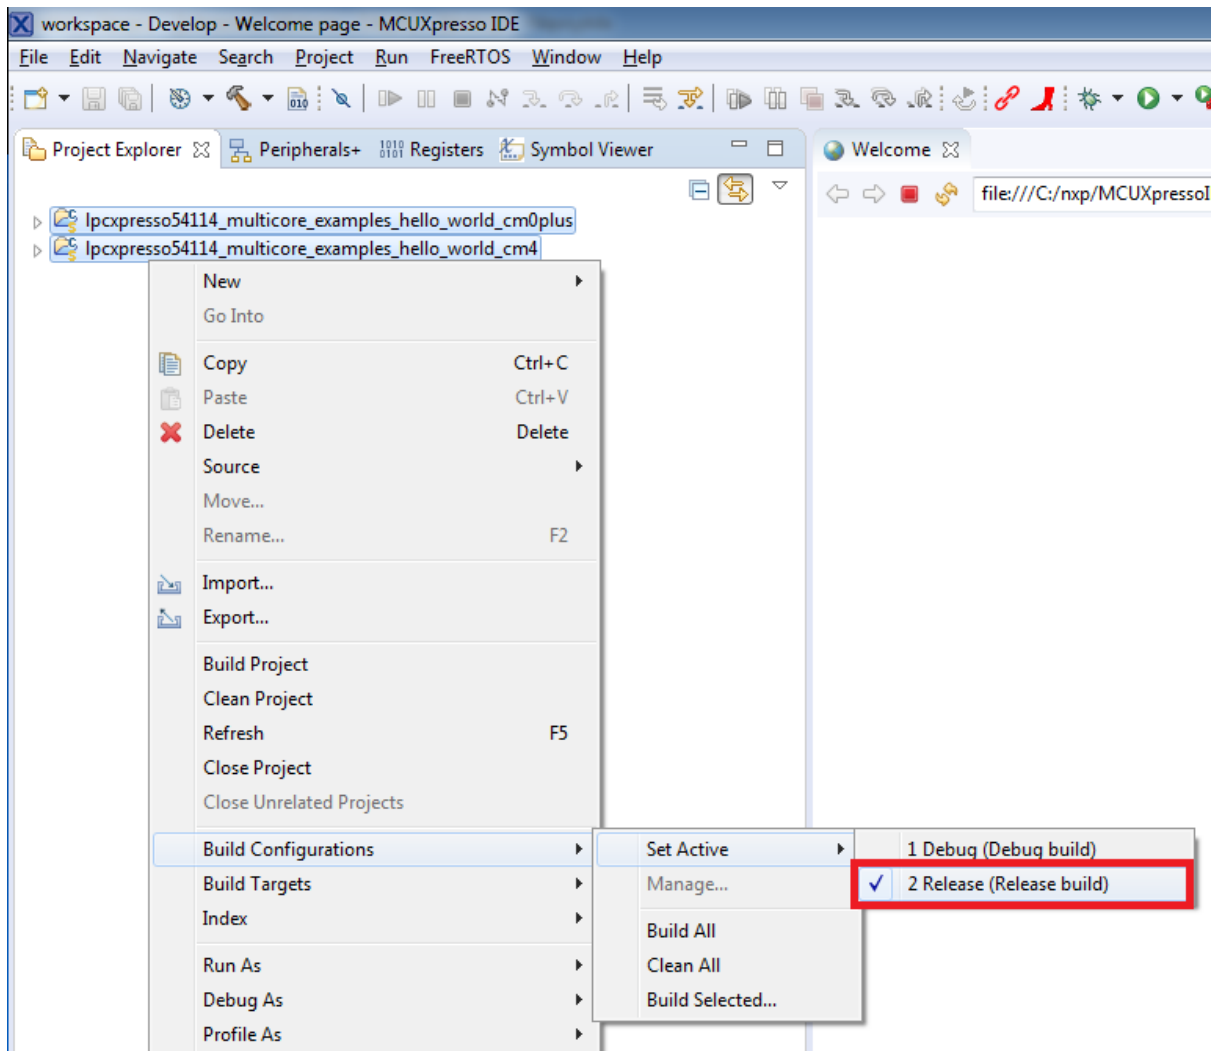 workspace - Develop - Welcome page - MCUXpresso IDE
File Edit Navigate Search Project Run FreeRTOS Window Help
010
Project Explorer Peripherals+ 1010 0101 Registers Symbol Viewer Welcome
file:///C:/nxp/MCUXpressoI
lpcxpresso54114_multicore_examples_hello_world_cm0plus
lpcxpresso54114_multicore_examples_hello_world_cm4
New
Go Into
Copy Ctrl+C
Paste Ctrl+V
Delete Delete
Source
Move...
Rename... F2
Import...
Export...
Build Project
Clean Project
Refresh F5
Close Project
Close Unrelated Projects
Build Configurations Set Active 1 Debug (Debug build)
Build Targets Manage... 2 Release (Release build)
Index
Build All
Run As Clean All
Debug As Build Selected...
Profile As